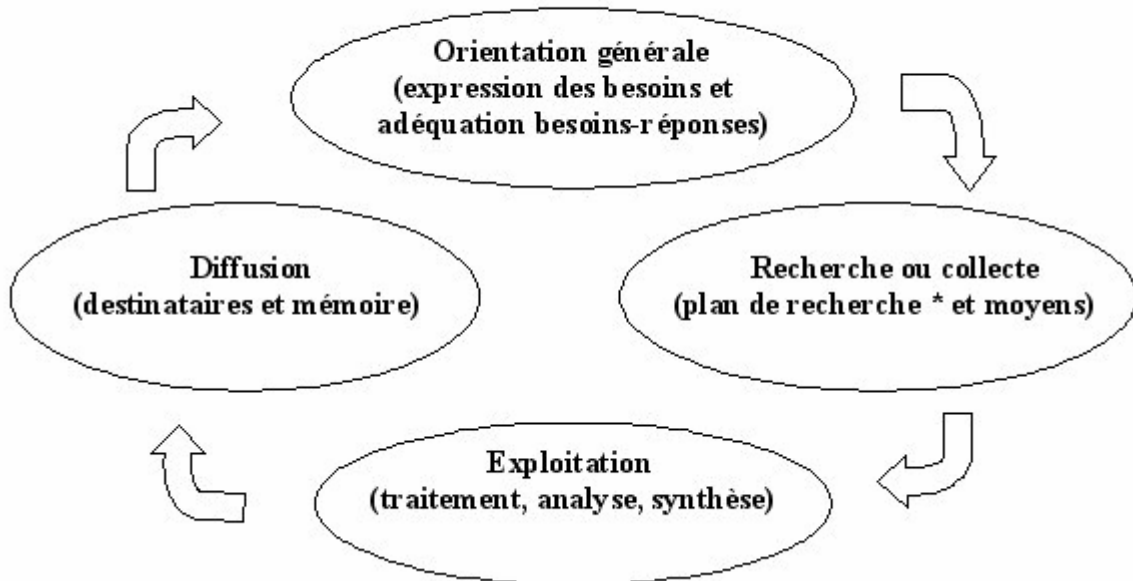 Orientation générale
(expression des besoins et
adéquation besoins-réponses)
Recherche ou collecte
(plan de recherche * et moyens)
Exploitation
(traitement, analyse, synthèse)
Diffusion
(destinataires et mémoire)